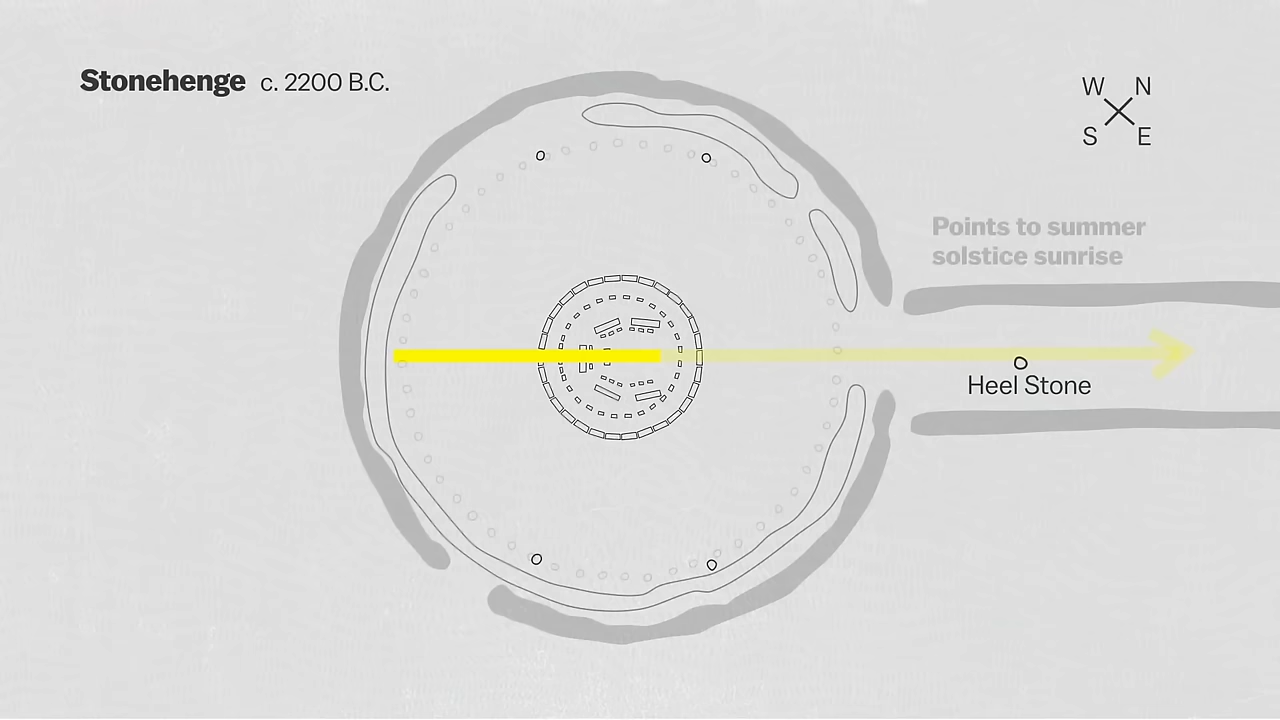 Stonehenge c. 2200 B.C.
W N
S E
Points to summer
solstice sunrise
Heel Stone